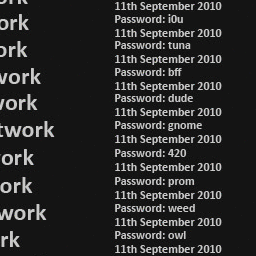 ork
11th September 2010
ork
Password: i0u
11th September 2010
ork
Password: tuna
11th September 2010
work
Password: bff
11th September 2010
work
Password: dude
11th September 2010
twork
Password: gnome
11th September 2010
ork
Password: 420
11th September 2010
ork
Password: prom
11th September 2010
work
Password: weed
11th September 2010
rk
Password: owl
11th September 2010